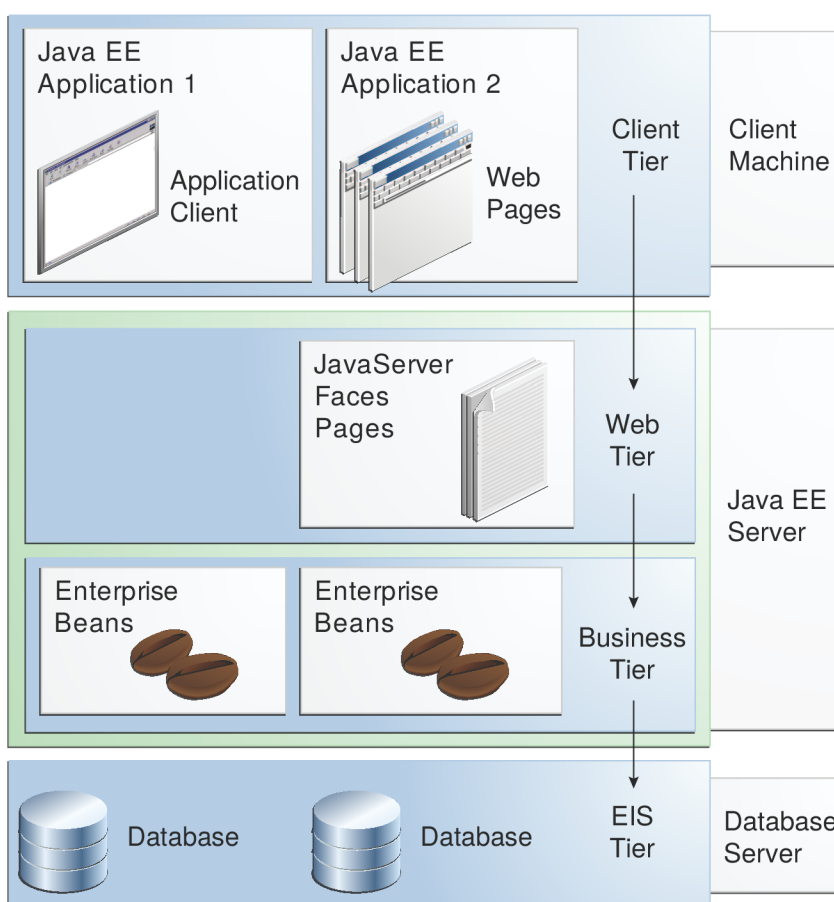 Java EE
Application 1
Application
Client
Java EE
Application 2
Web
Pages
Client
Tier
Client
Machine
JavaServer
Faces
Pages
Web
Tier
Java EE
Server
Enterprise
Beans
Enterprise
Beans
Business
Tier
Database
Database
EIS
Tier
Database
Server